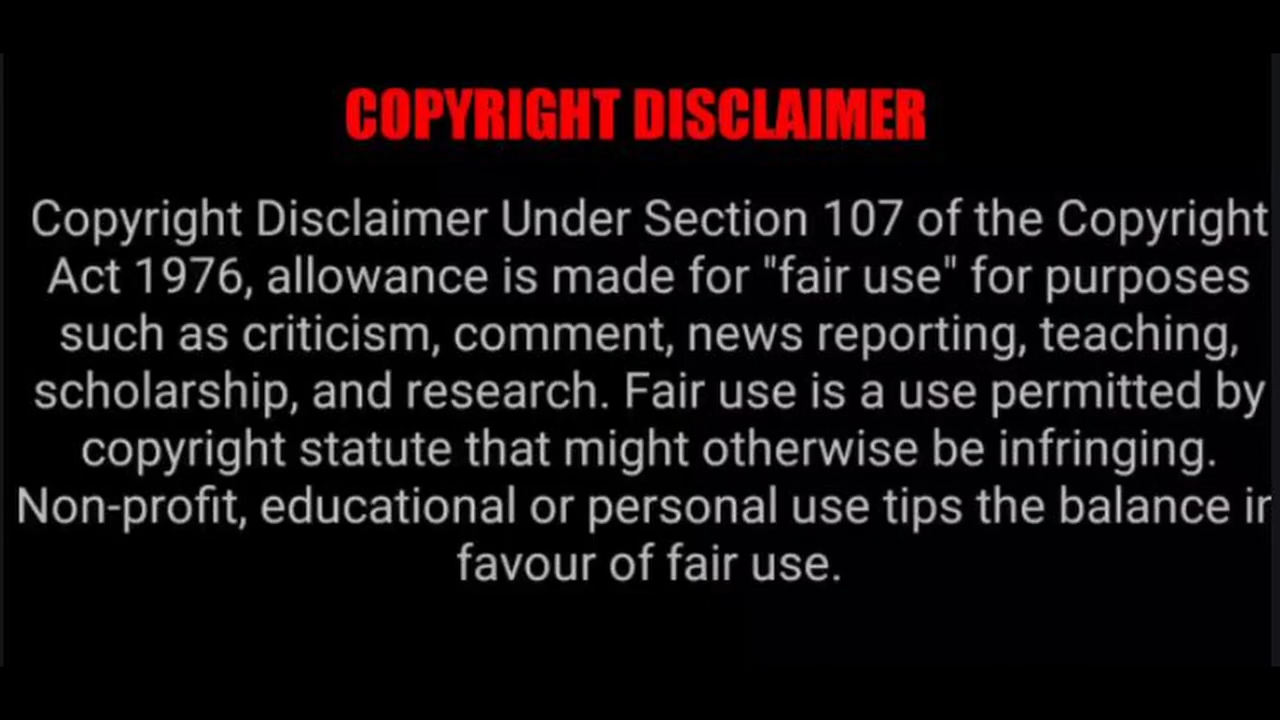 COPYRIGHT DISCLAIMER
Copyright Disclaimer Under Section 107 of the Copyright
Act 1976, allowance is made for "fair use" for purposes
such as criticism, comment, news reporting, teaching,
scholarship, and research. Fair use is a use permitted by
copyright statute that might otherwise be infringing.
Non-profit, educational or personal use tips the balance in
favour of fair use.